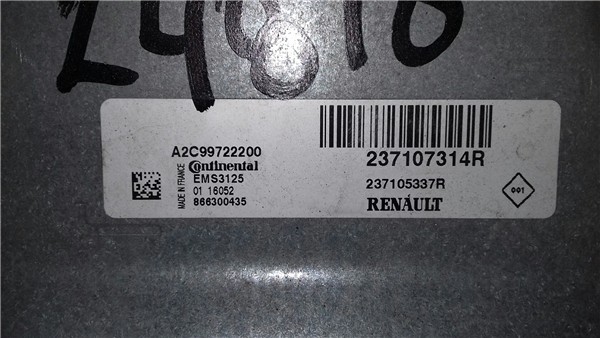 A2C99722200
Continental
EMS3125
01 16052
866300435
MADE IN FRANCE
237107314R
237105337R
RENAULT
001